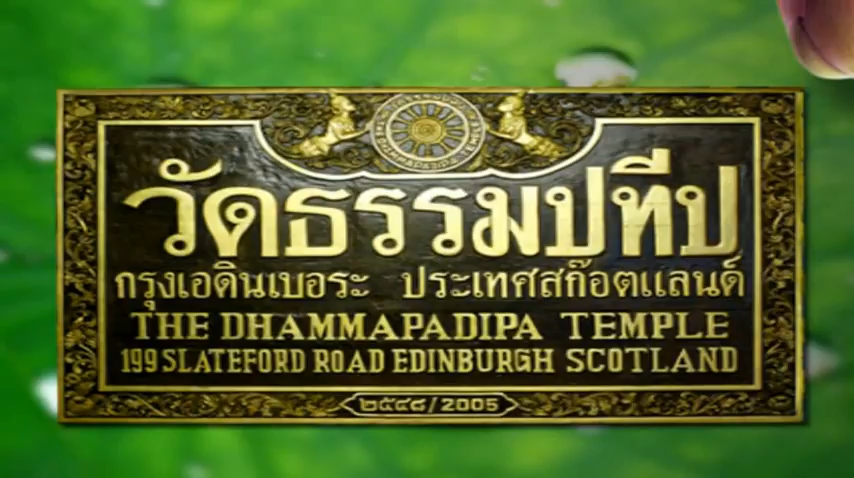 วัดธรรมปทีป
กรุงเอดินเบอระ ประเทศสก๊อตแลนด์
THE DHAMMAPADIPA TEMPLE
199 SLATEFORD ROAD EDINBURGH SCOTLAND
๒๕๔๘/2005